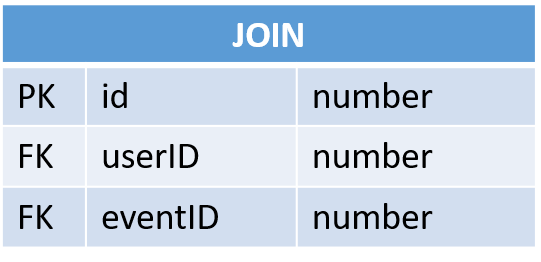 JOIN
PK id number
FK userID number
FK eventID number